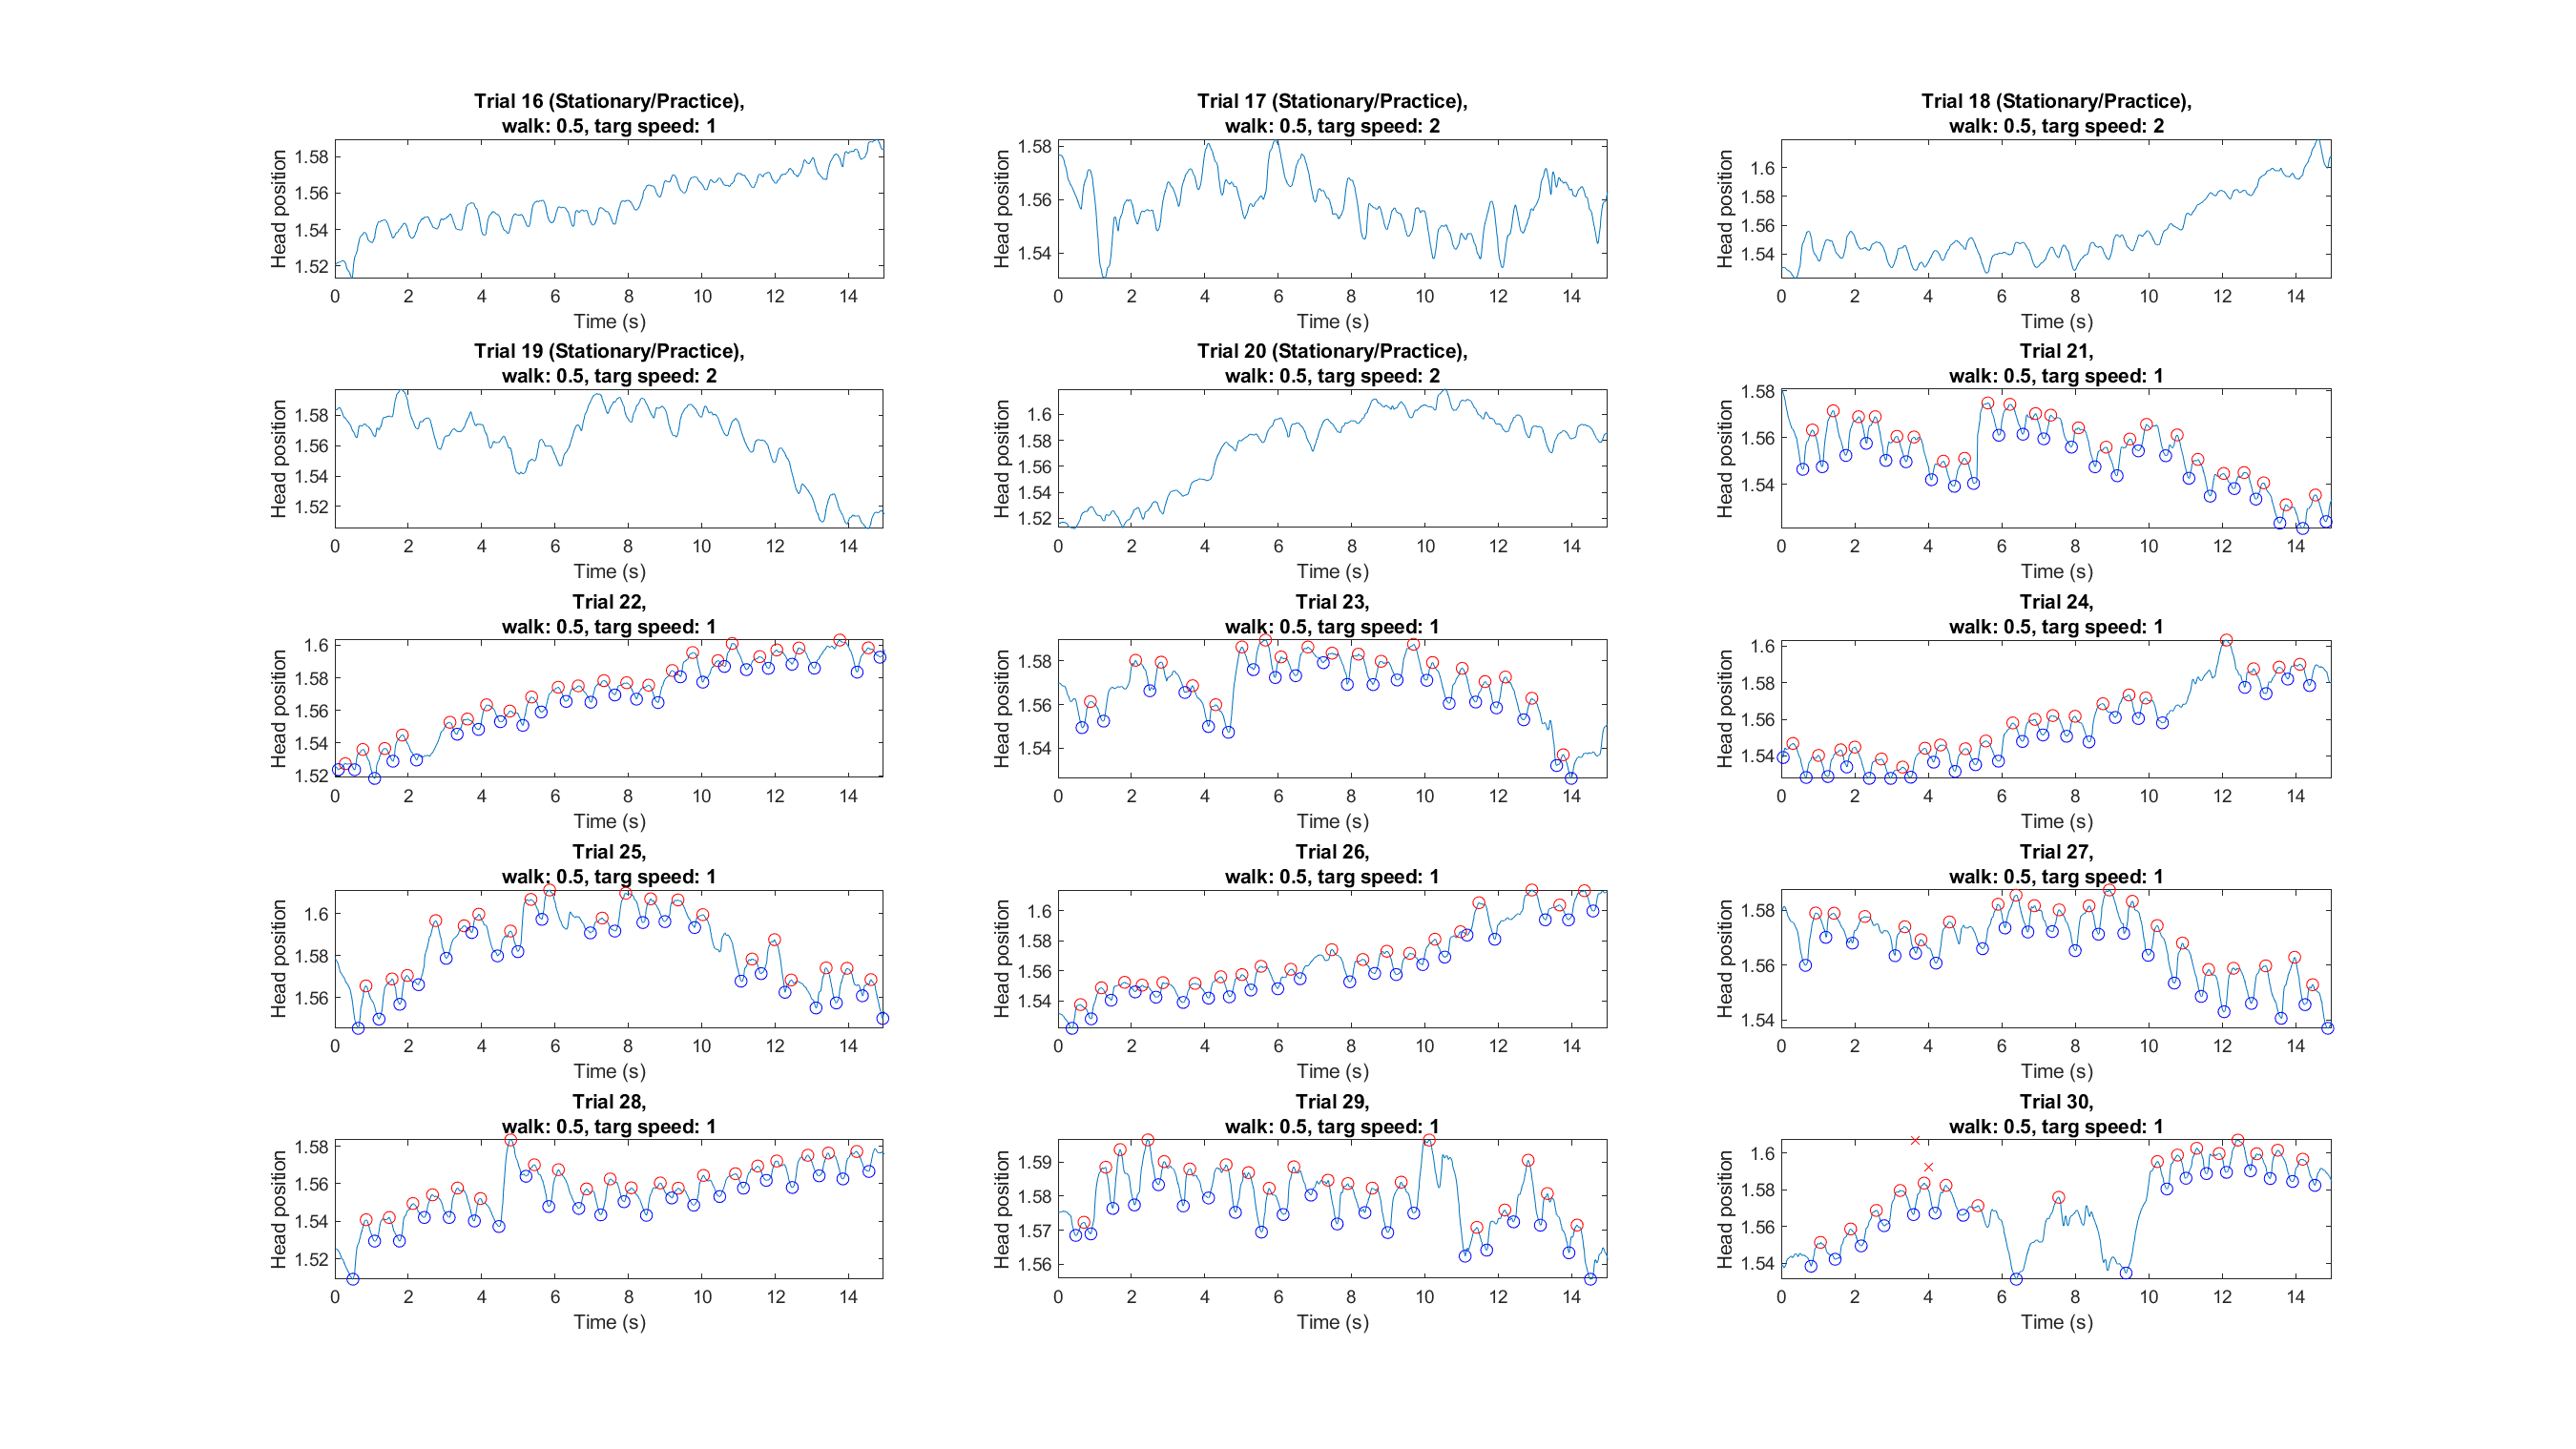 Trial 16 (Stationary/Practice),
walk: 0.5, targ speed: 1
Head position
1.58
1.56
1.54
1.52
0 2 4 6 8 10 12 14
Time (s)
Trial 17 (Stationary/Practice),
walk: 0.5, targ speed: 2
Head position
1.58
1.56
1.54
0 2 4 6 8 10 12 14
Time (s)
Trial 18 (Stationary/Practice),
walk: 0.5, targ speed: 2
Head position
1.6
1.58
1.56
1.54
0 2 4 6 8 10 12 14
Time (s)
Trial 19 (Stationary/Practice),
walk: 0.5, targ speed: 2
Head position
1.58
1.56
1.54
1.52
0 2 4 6 8 10 12 14
Time (s)
Trial 20 (Stationary/Practice),
walk: 0.5, targ speed: 2
Head position
1.6
1.58
1.56
1.54
1.52
0 2 4 6 8 10 12 14
Time (s)
Trial 21,
walk: 0.5, targ speed: 1
Head position
1.58
1.56
1.54
0 2 4 6 8 10 12 14
Time (s)
Trial 22,
walk: 0.5, targ speed: 1
Head position
1.6
1.58
1.56
1.54
1.52
0 2 4 6 8 10 12 14
Time (s)
Trial 23,
walk: 0.5, targ speed: 1
Head position
1.58
1.56
1.54
0 2 4 6 8 10 12 14
Time (s)
Trial 24,
walk: 0.5, targ speed: 1
Head position
1.6
1.58
1.56
1.54
0 2 4 6 8 10 12 14
Time (s)
Trial 25,
walk: 0.5, targ speed: 1
Head position
1.6
1.58
1.56
0 2 4 6 8 10 12 14
Time (s)
Trial 26,
walk: 0.5, targ speed: 1
Head position
1.6
1.58
1.56
1.54
0 2 4 6 8 10 12 14
Time (s)
Trial 27,
walk: 0.5, targ speed: 1
Head position
1.58
1.56
1.54
0 2 4 6 8 10 12 14
Time (s)
Trial 28,
walk: 0.5, targ speed: 1
Head position
1.58
1.56
1.54
1.52
0 2 4 6 8 10 12 14
Time (s)
Trial 29,
walk: 0.5, targ speed: 1
Head position
1.59
1.58
1.57
1.56
0 2 4 6 8 10 12 14
Time (s)
Trial 30,
walk: 0.5, targ speed: 1
Head position
1.6
1.58
1.56
1.54
0 2 4 6 8 10 12 14
Time (s)